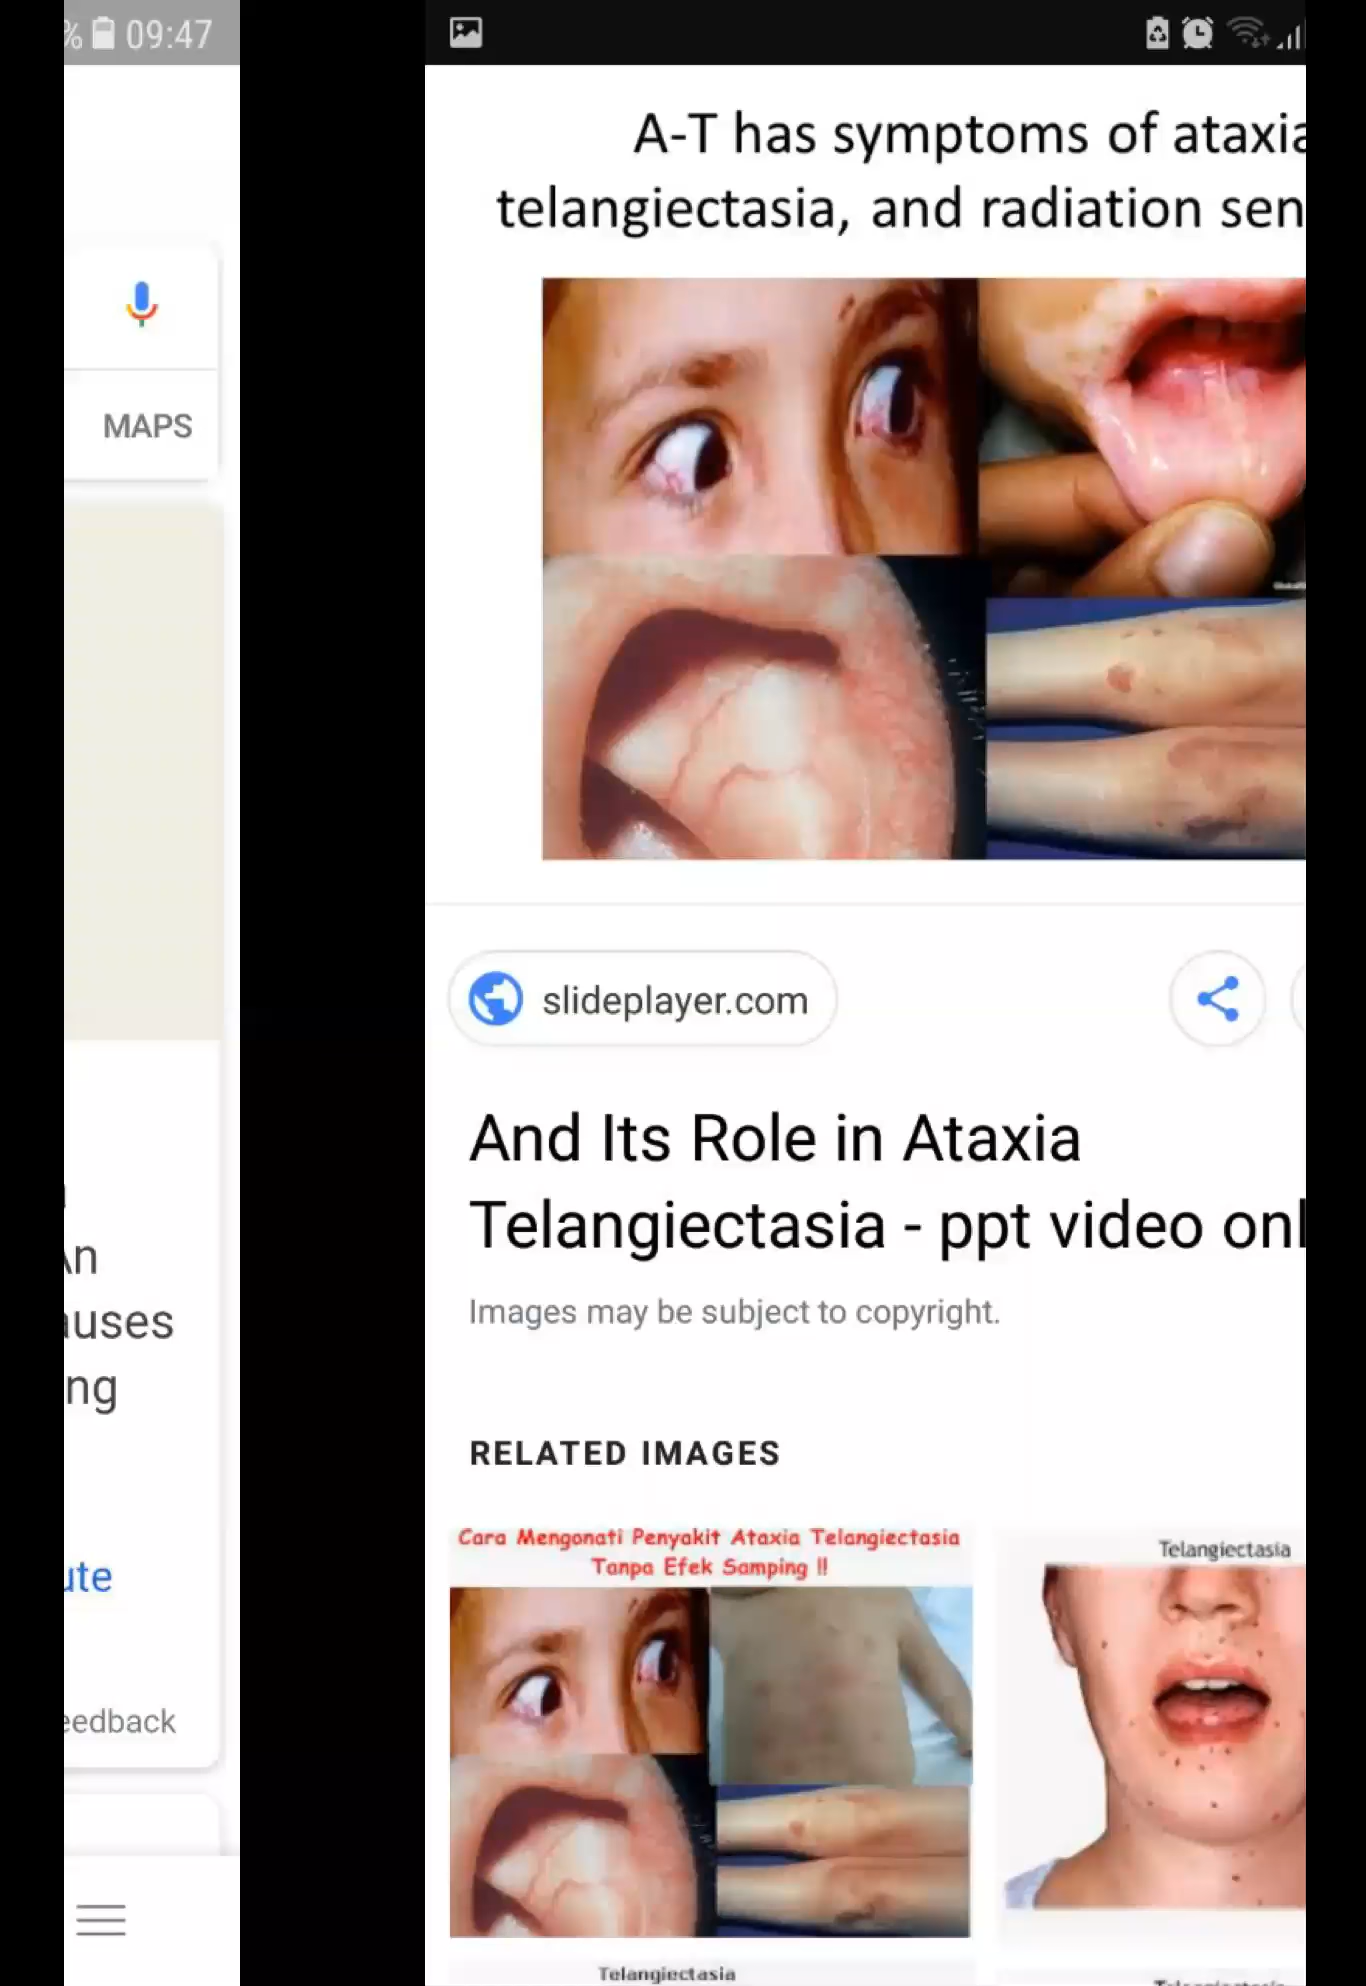 % 09:47
MAPS
An
auses
ng
ute
eedback
A-T has symptoms of ataxia
telangiectasia, and radiation sen
slideplayer.com
And Its Role in Ataxia
Telangiectasia - ppt video onl
Images may be subject to copyright.
RELATED IMAGES
Cara Mengonati Penyakit Ataxia Telangiectasia
Tanpa Efek Samping !!
Telangiectasia
Telangiectasia